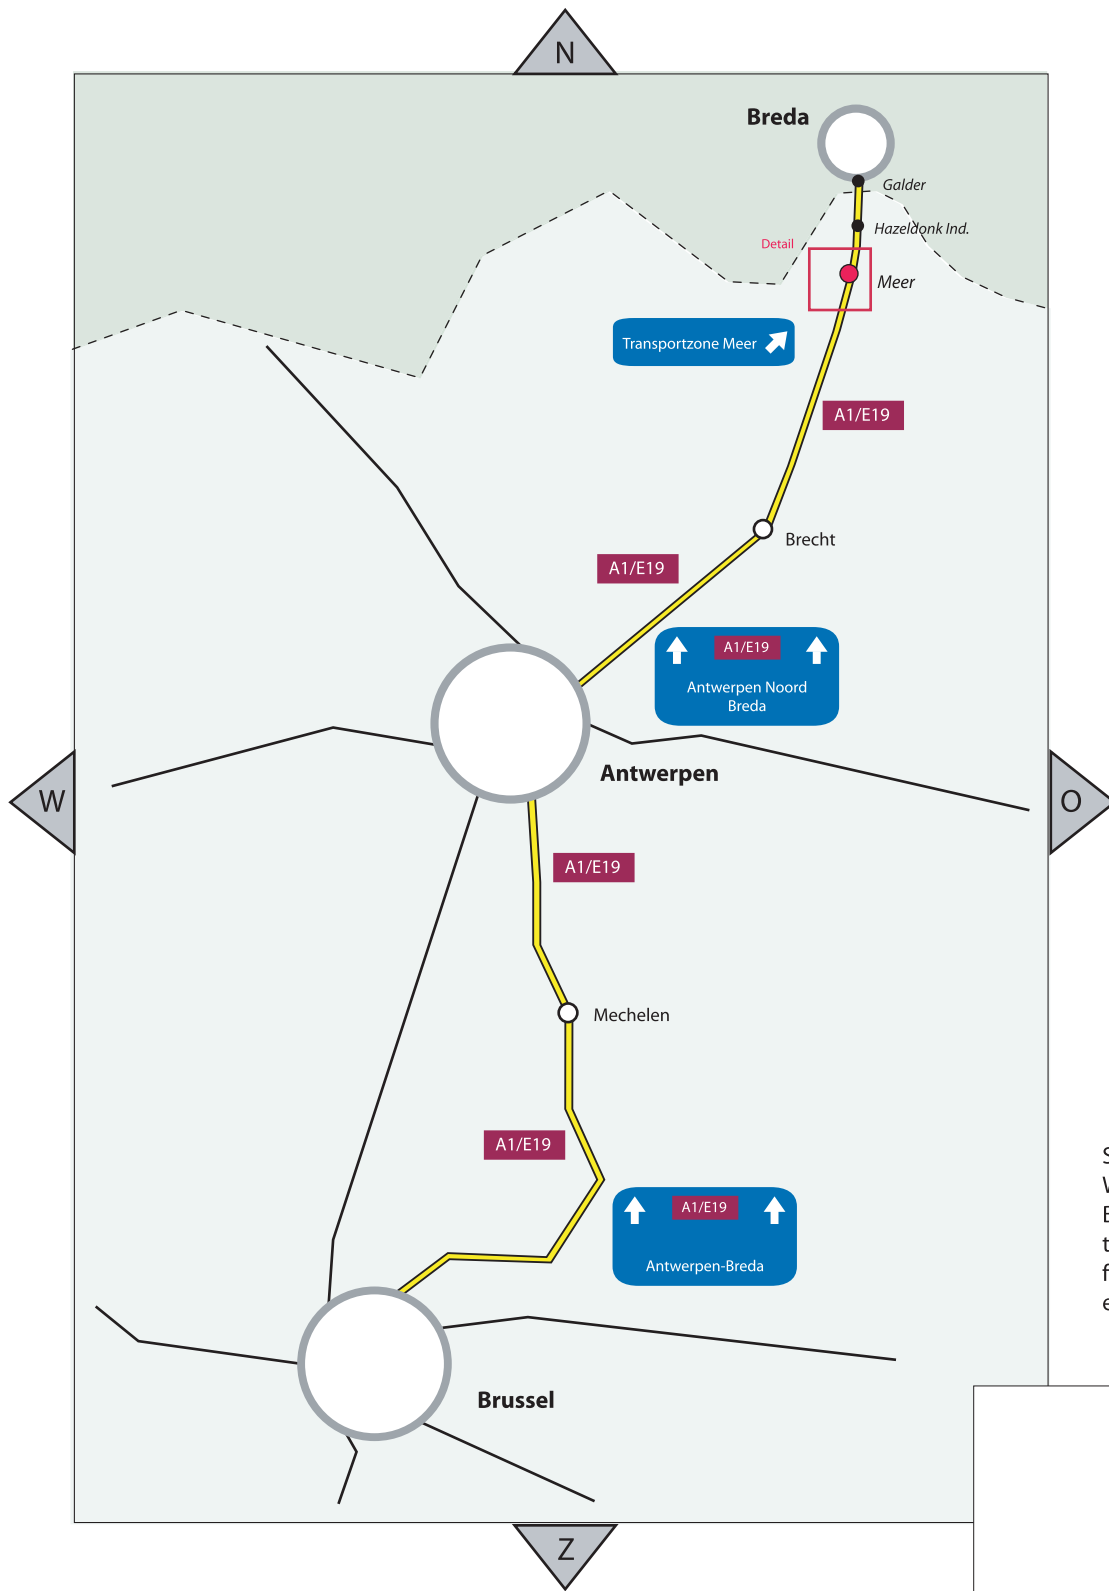 N
Breda
Galder
Hazeldonk Ind.
Detail
Meer
Transportzone Meer
A1/E19
Brecht
A1/E19
A1/E19
Antwerpen Noord
Breda
Antwerpen
W
O
A1/E19
Mechelen
A1/E19
A1/E19
Antwerpen-Breda
Brussel
Z